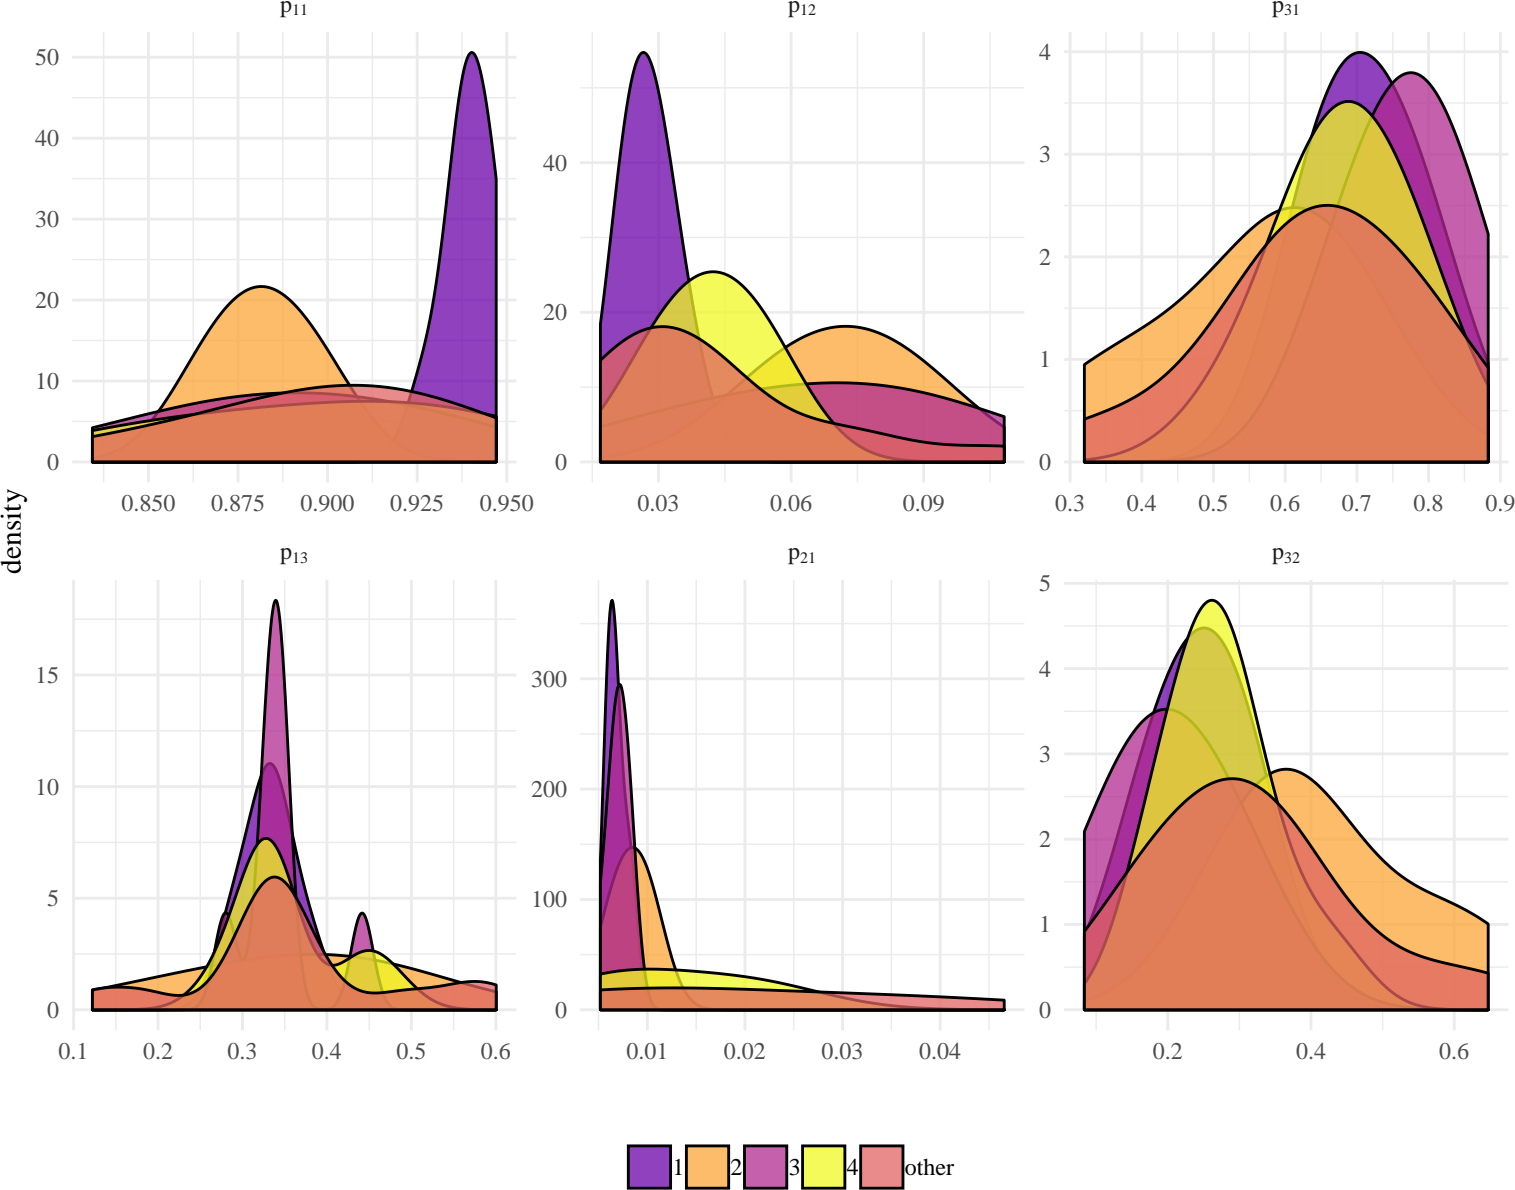 p₁₁ p₁₂ p₃₁
50 40 30 20 10 0
40 20 0
4 3 2 1 0
0.850 0.875 0.900 0.925 0.950
0.03 0.06 0.09
0.3 0.4 0.5 0.6 0.7 0.8 0.9
density
p₁₃ p₂₁ p₃₂
15 10 5 0
300 200 100 0
5 4 3 2 1 0
0.1 0.2 0.3 0.4 0.5 0.6
0.01 0.02 0.03 0.04
0.2 0.4 0.6
1 2 3 4 other